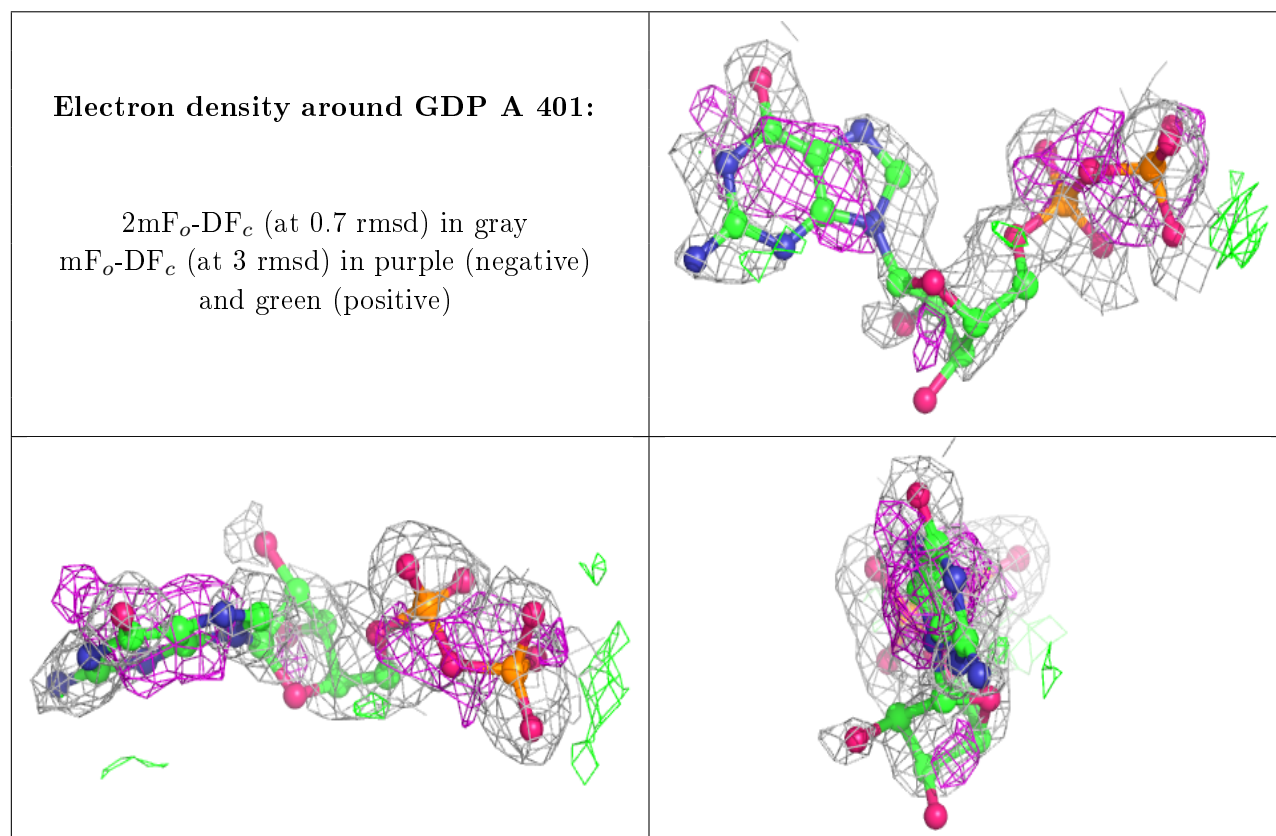 Electron density around GDP A 401:
2mFₒ-DF𝒸 (at 0.7 rmsd) in gray
mFₒ-DF𝒸 (at 3 rmsd) in purple (negative)
and green (positive)